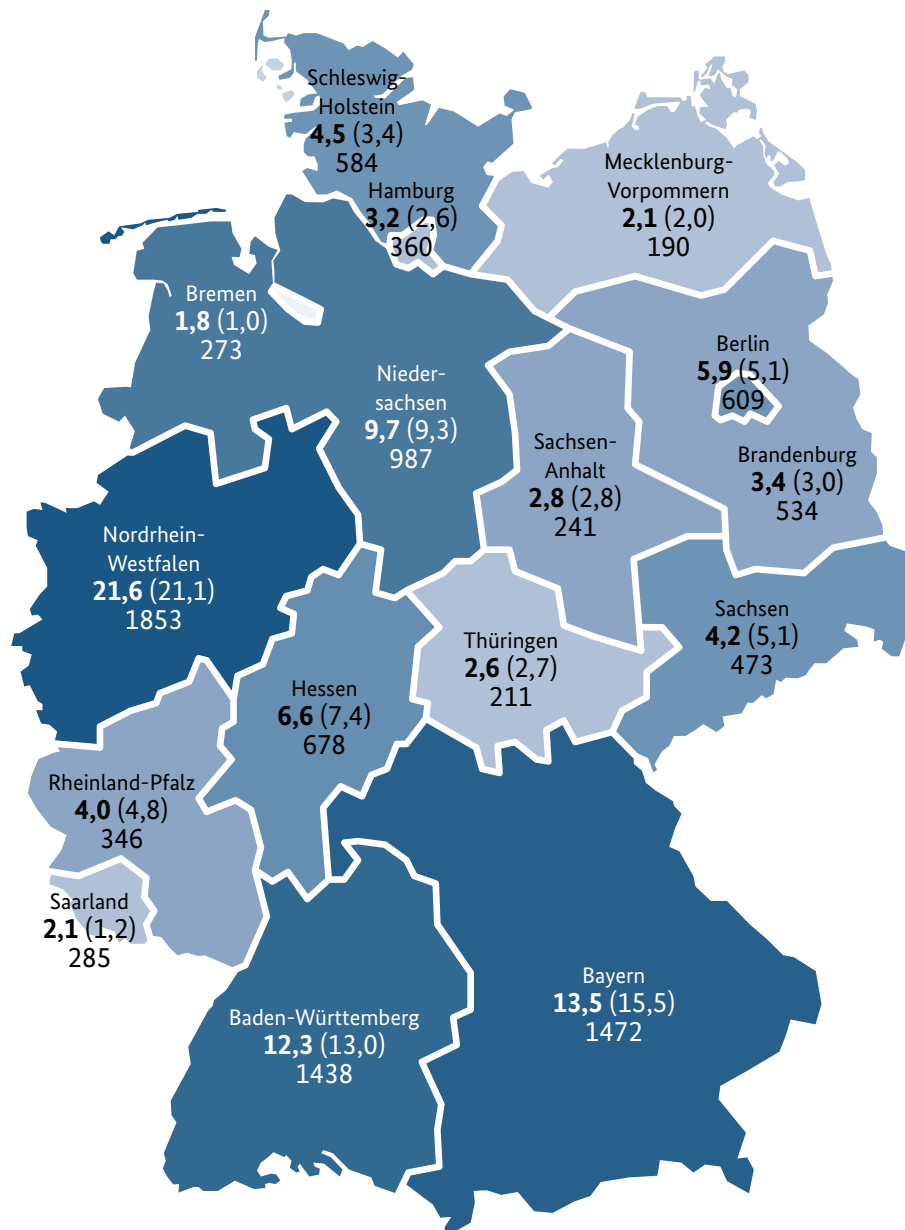 Schleswig-
Holstein
4,5 (3,4)
584
Hamburg
3,2 (2,6)
360
Mecklenburg-
Vorpommern
2,1 (2,0)
190
Bremen
1,8 (1,0)
273
Nieder-
sachsen
9,7 (9,3)
987
Berlin
5,9 (5,1)
609
Sachsen-
Anhalt
2,8 (2,8)
241
Brandenburg
3,4 (3,0)
534
Nordrhein-
Westfalen
21,6 (21,1)
1853
Sachsen
4,2 (5,1)
473
Thüringen
2,6 (2,7)
211
Hessen
6,6 (7,4)
678
Rheinland-Pfalz
4,0 (4,8)
346
Saarland
2,1 (1,2)
285
Bayern
13,5 (15,5)
1472
Baden-Württemberg
12,3 (13,0)
1438